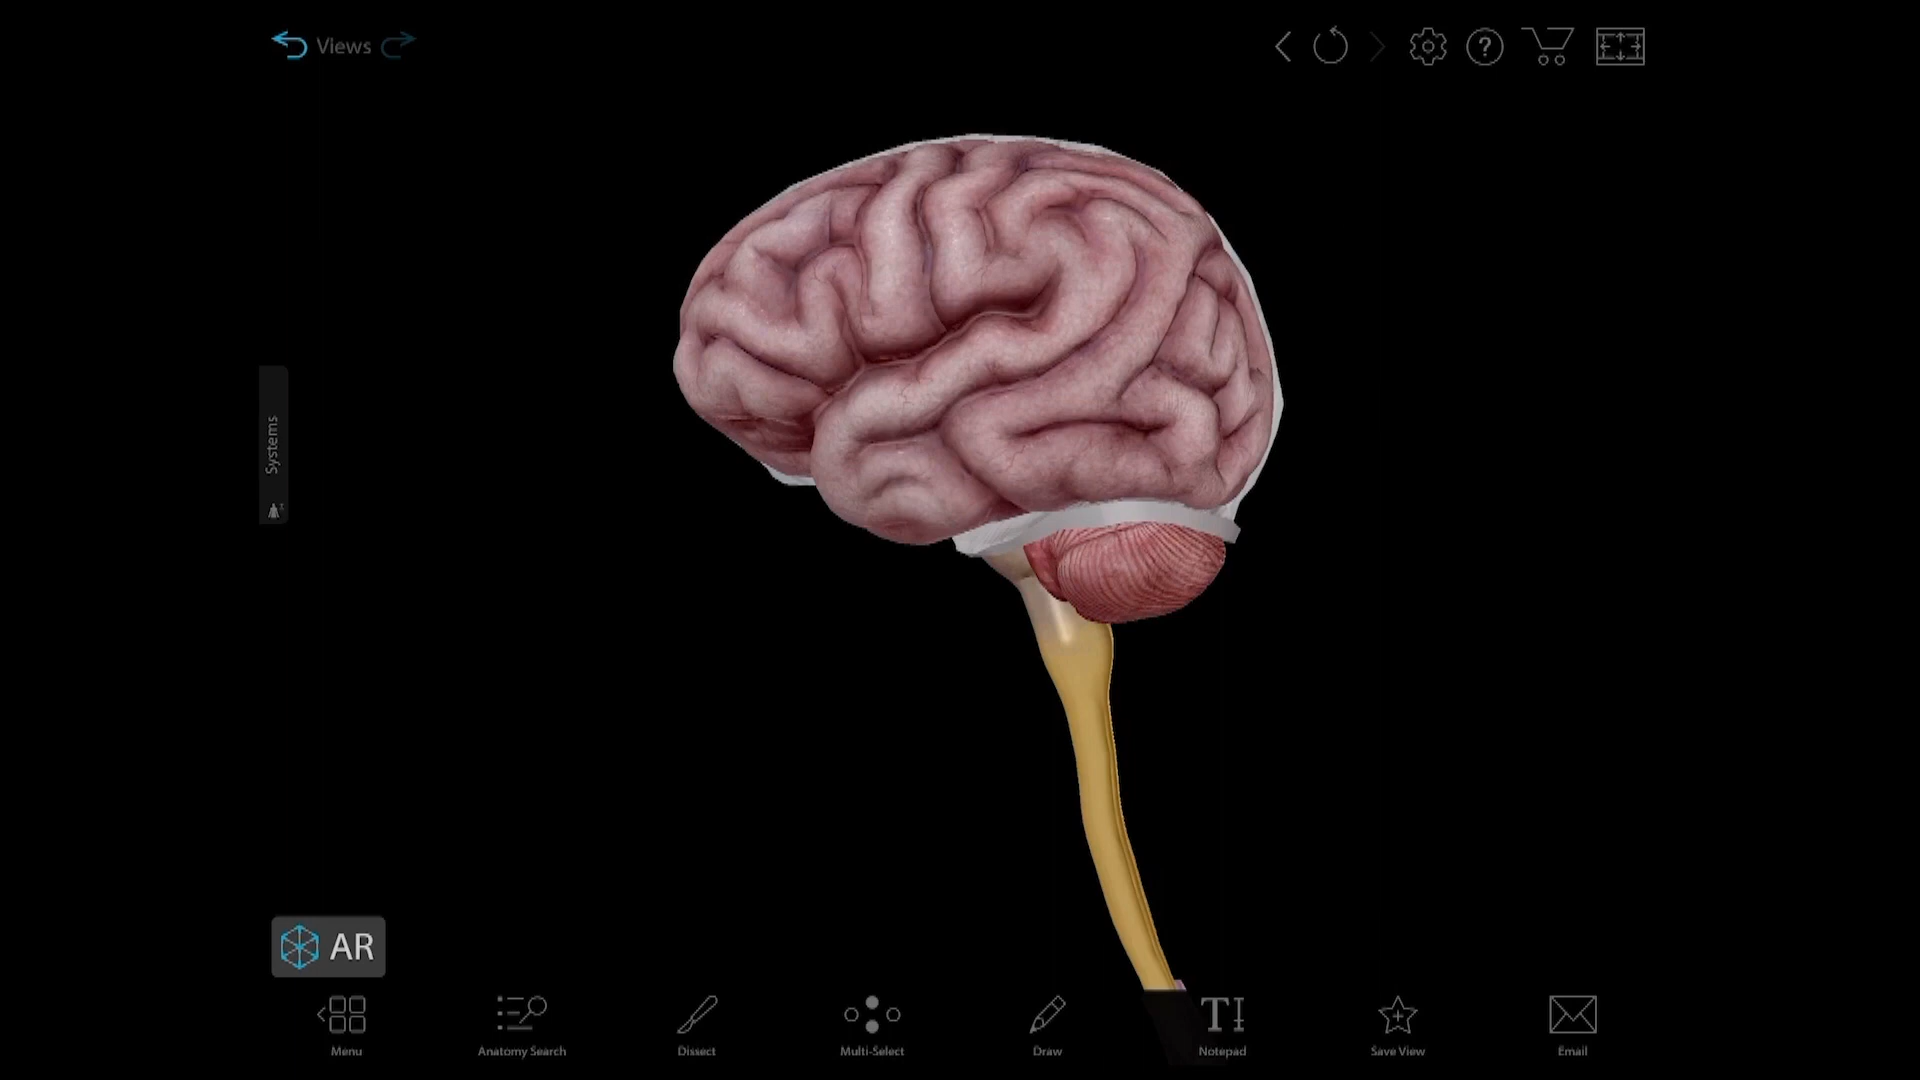 Views
?
Systems
AR
Menu
Anatomy Search
Dissect
Multi-Select
Draw
Notepad
Save View
Email